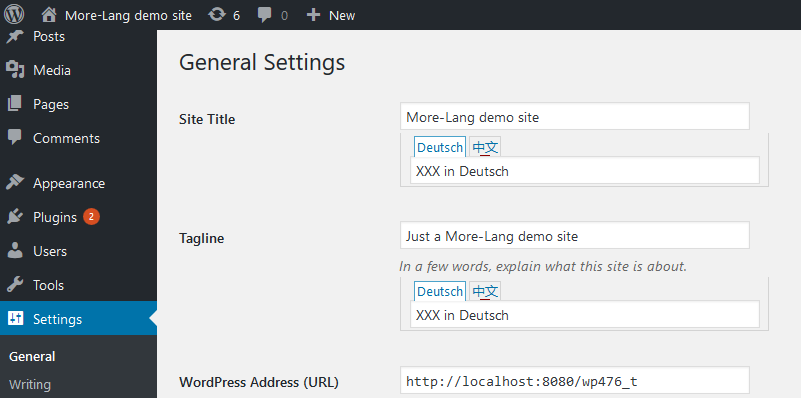 More-Lang demo site 6 0 + New
Posts
Media
Pages
Comments
Appearance
Plugins 2
Users
Tools
Settings
General
Writing
General Settings
Site Title
More-Lang demo site
Deutsch 中文
XXX in Deutsch
Tagline
Just a More-Lang demo site
In a few words, explain what this site is about.
Deutsch 中文
XXX in Deutsch
WordPress Address (URL)
http://localhost:8080/wp476_t